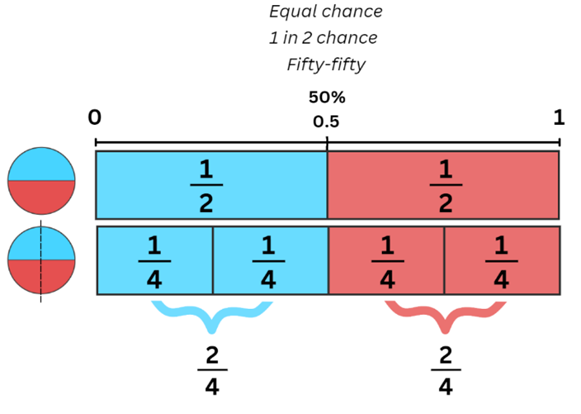 Equal chance
1 in 2 chance
Fifty-fifty
50%
0 0.5 1
1/2 1/2
1/4 1/4 1/4 1/4
2/4 2/4